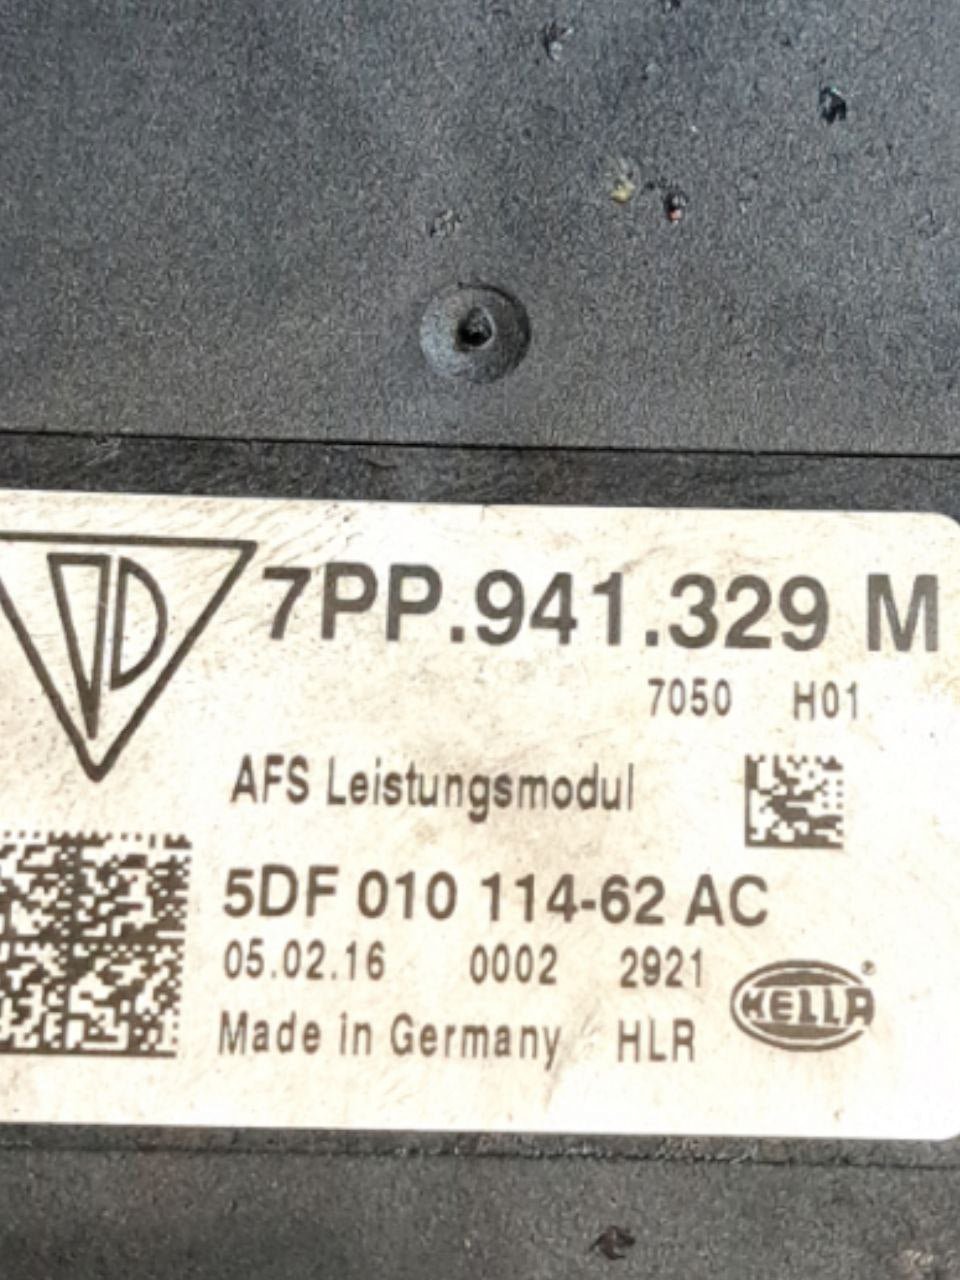 7PP.941.329 M
7050 H01
AFS Leistungsmodul
5DF 010 114-62 AC
05.02.16 0002 2921
Made in Germany HLR
HELLA